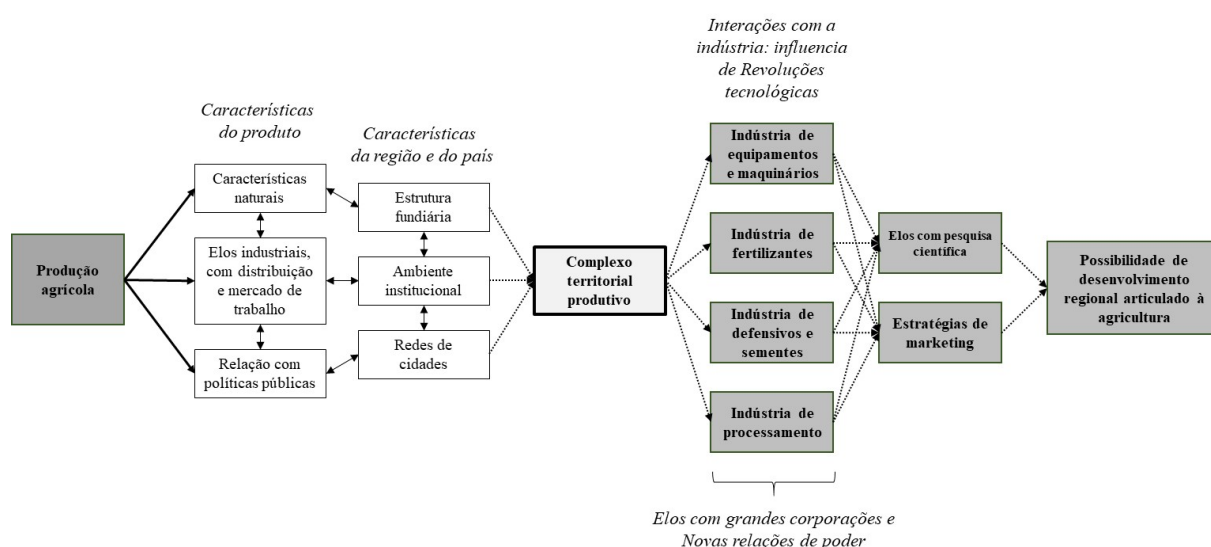 Produção
agrícola
Características
do produto
Características
naturais
Elos industriais,
com distribuição
e mercado de
trabalho
Relação com
políticas públicas
Características
da região e do país
Estrutura
fundiária
Ambiente
institucional
Redes de
cidades
Complexo
territorial
produtivo
Interações com a
indústria: influencia
de Revoluções
tecnológicas
Indústria de
equipamentos
e maquinários
Indústria de
fertilizantes
Indústria de
defensivos e
sementes
Indústria de
processamento
Elos com grandes corporações e
Novas relações de poder
Elos com pesquisa
científica
Estratégias de
marketing
Possibilidade de
desenvolvimento
regional articulado à
agricultura